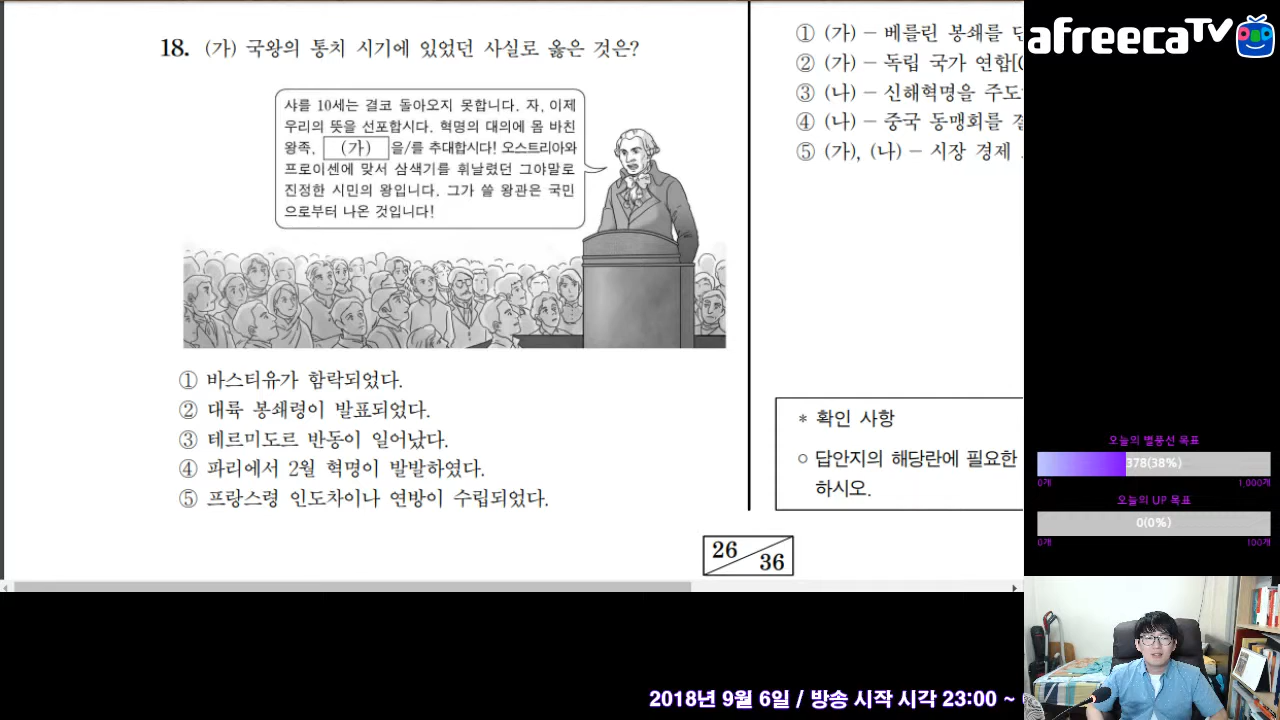 18. (가) 국왕의 통치 시기에 있었던 사실로 옳은 것은?
샤를 10세는 결코 돌아오지 못합니다. 자, 이제
우리의 뜻을 선포합시다. 혁명의 대의에 몸 바친
왕족, (가) 을/를 추대합시다! 오스트리아와
프로이센에 맞서 삼색기를 휘날렸던 그야말로
진정한 시민의 왕입니다. 그가 쓸 왕관은 국민
으로부터 나온 것입니다!
① 바스티유가 함락되었다.
② 대륙 봉쇄령이 발표되었다.
③ 테르미도르 반동이 일어났다.
④ 파리에서 2월 혁명이 발발하였다.
⑤ 프랑스령 인도차이나 연방이 수립되었다.
① (가) – 베를린 봉쇄를
② (가) – 독립 국가 연합[
③ (나) – 신해혁명을 주도
④ (나) – 중국 동맹회를
⑤ (가), (나) – 시장 경제
* 확인 사항
○ 답안지의 해당란에 필요한
하시오.
26
36
afreecaTV
오늘의 별풍선 목표
378(38%)
0개
1,000개
오늘의 UP 목표
0(0%)
0개
100개
2018년 9월 6일 / 방송 시작 시각 23:00 ~